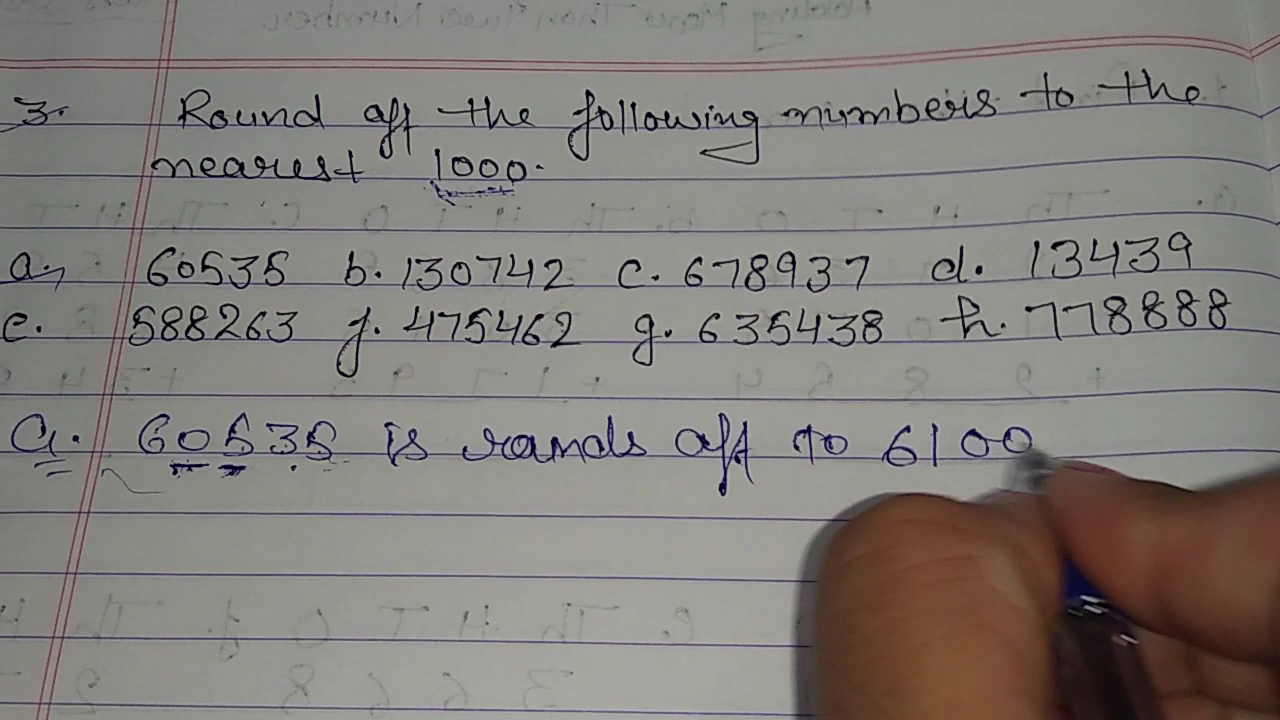 3. Round off the following numbers to the
nearest 1000.
a, 60535 b. 130742 c. 678937 d. 13439
e. 588263 f. 475462 g. 635438 h. 778888
a. 60535 is rands off to 6100